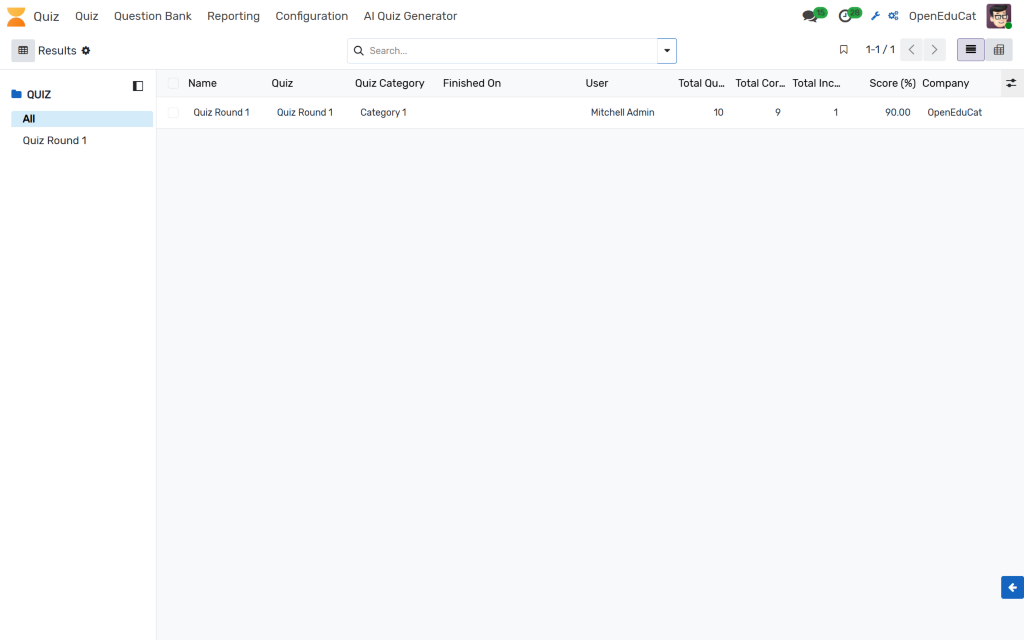 Quiz Quiz Question Bank Reporting Configuration AI Quiz Generator 15 28 OpenEduCat
Results Search... 1-1 / 1
QUIZ
All
Quiz Round 1
Name Quiz Quiz Category Finished On User Total Qu... Total Cor... Total Inc... Score (%) Company
Quiz Round 1 Quiz Round 1 Category 1 Mitchell Admin 10 9 1 90.00 OpenEduCat